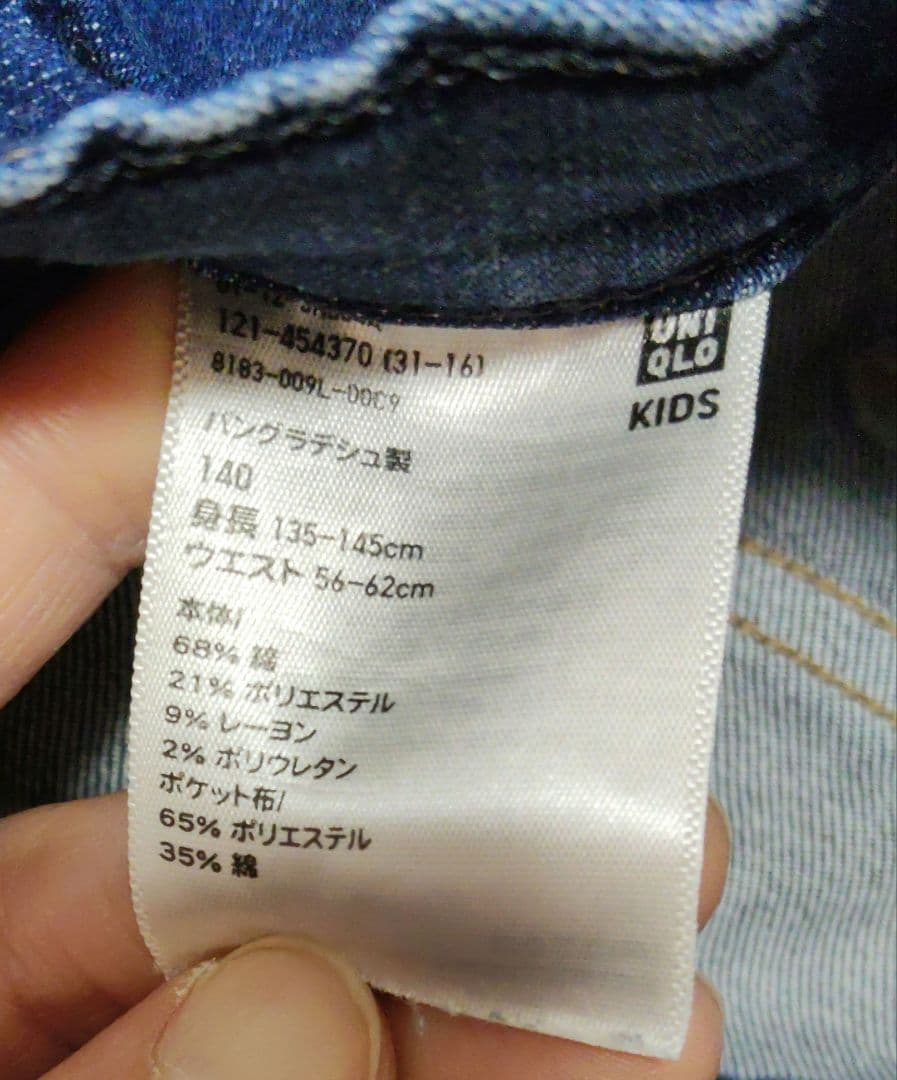 121-454370 (31-16)
8183-009L-00C9
UNI
QLO
KIDS
バングラデシュ製
140
身長 135-145cm
ウエスト 56-62cm
本体/
68% 綿
21% ポリエステル
9% レーヨン
2% ポリウレタン
ポケット布/
65% ポリエステル
35% 綿